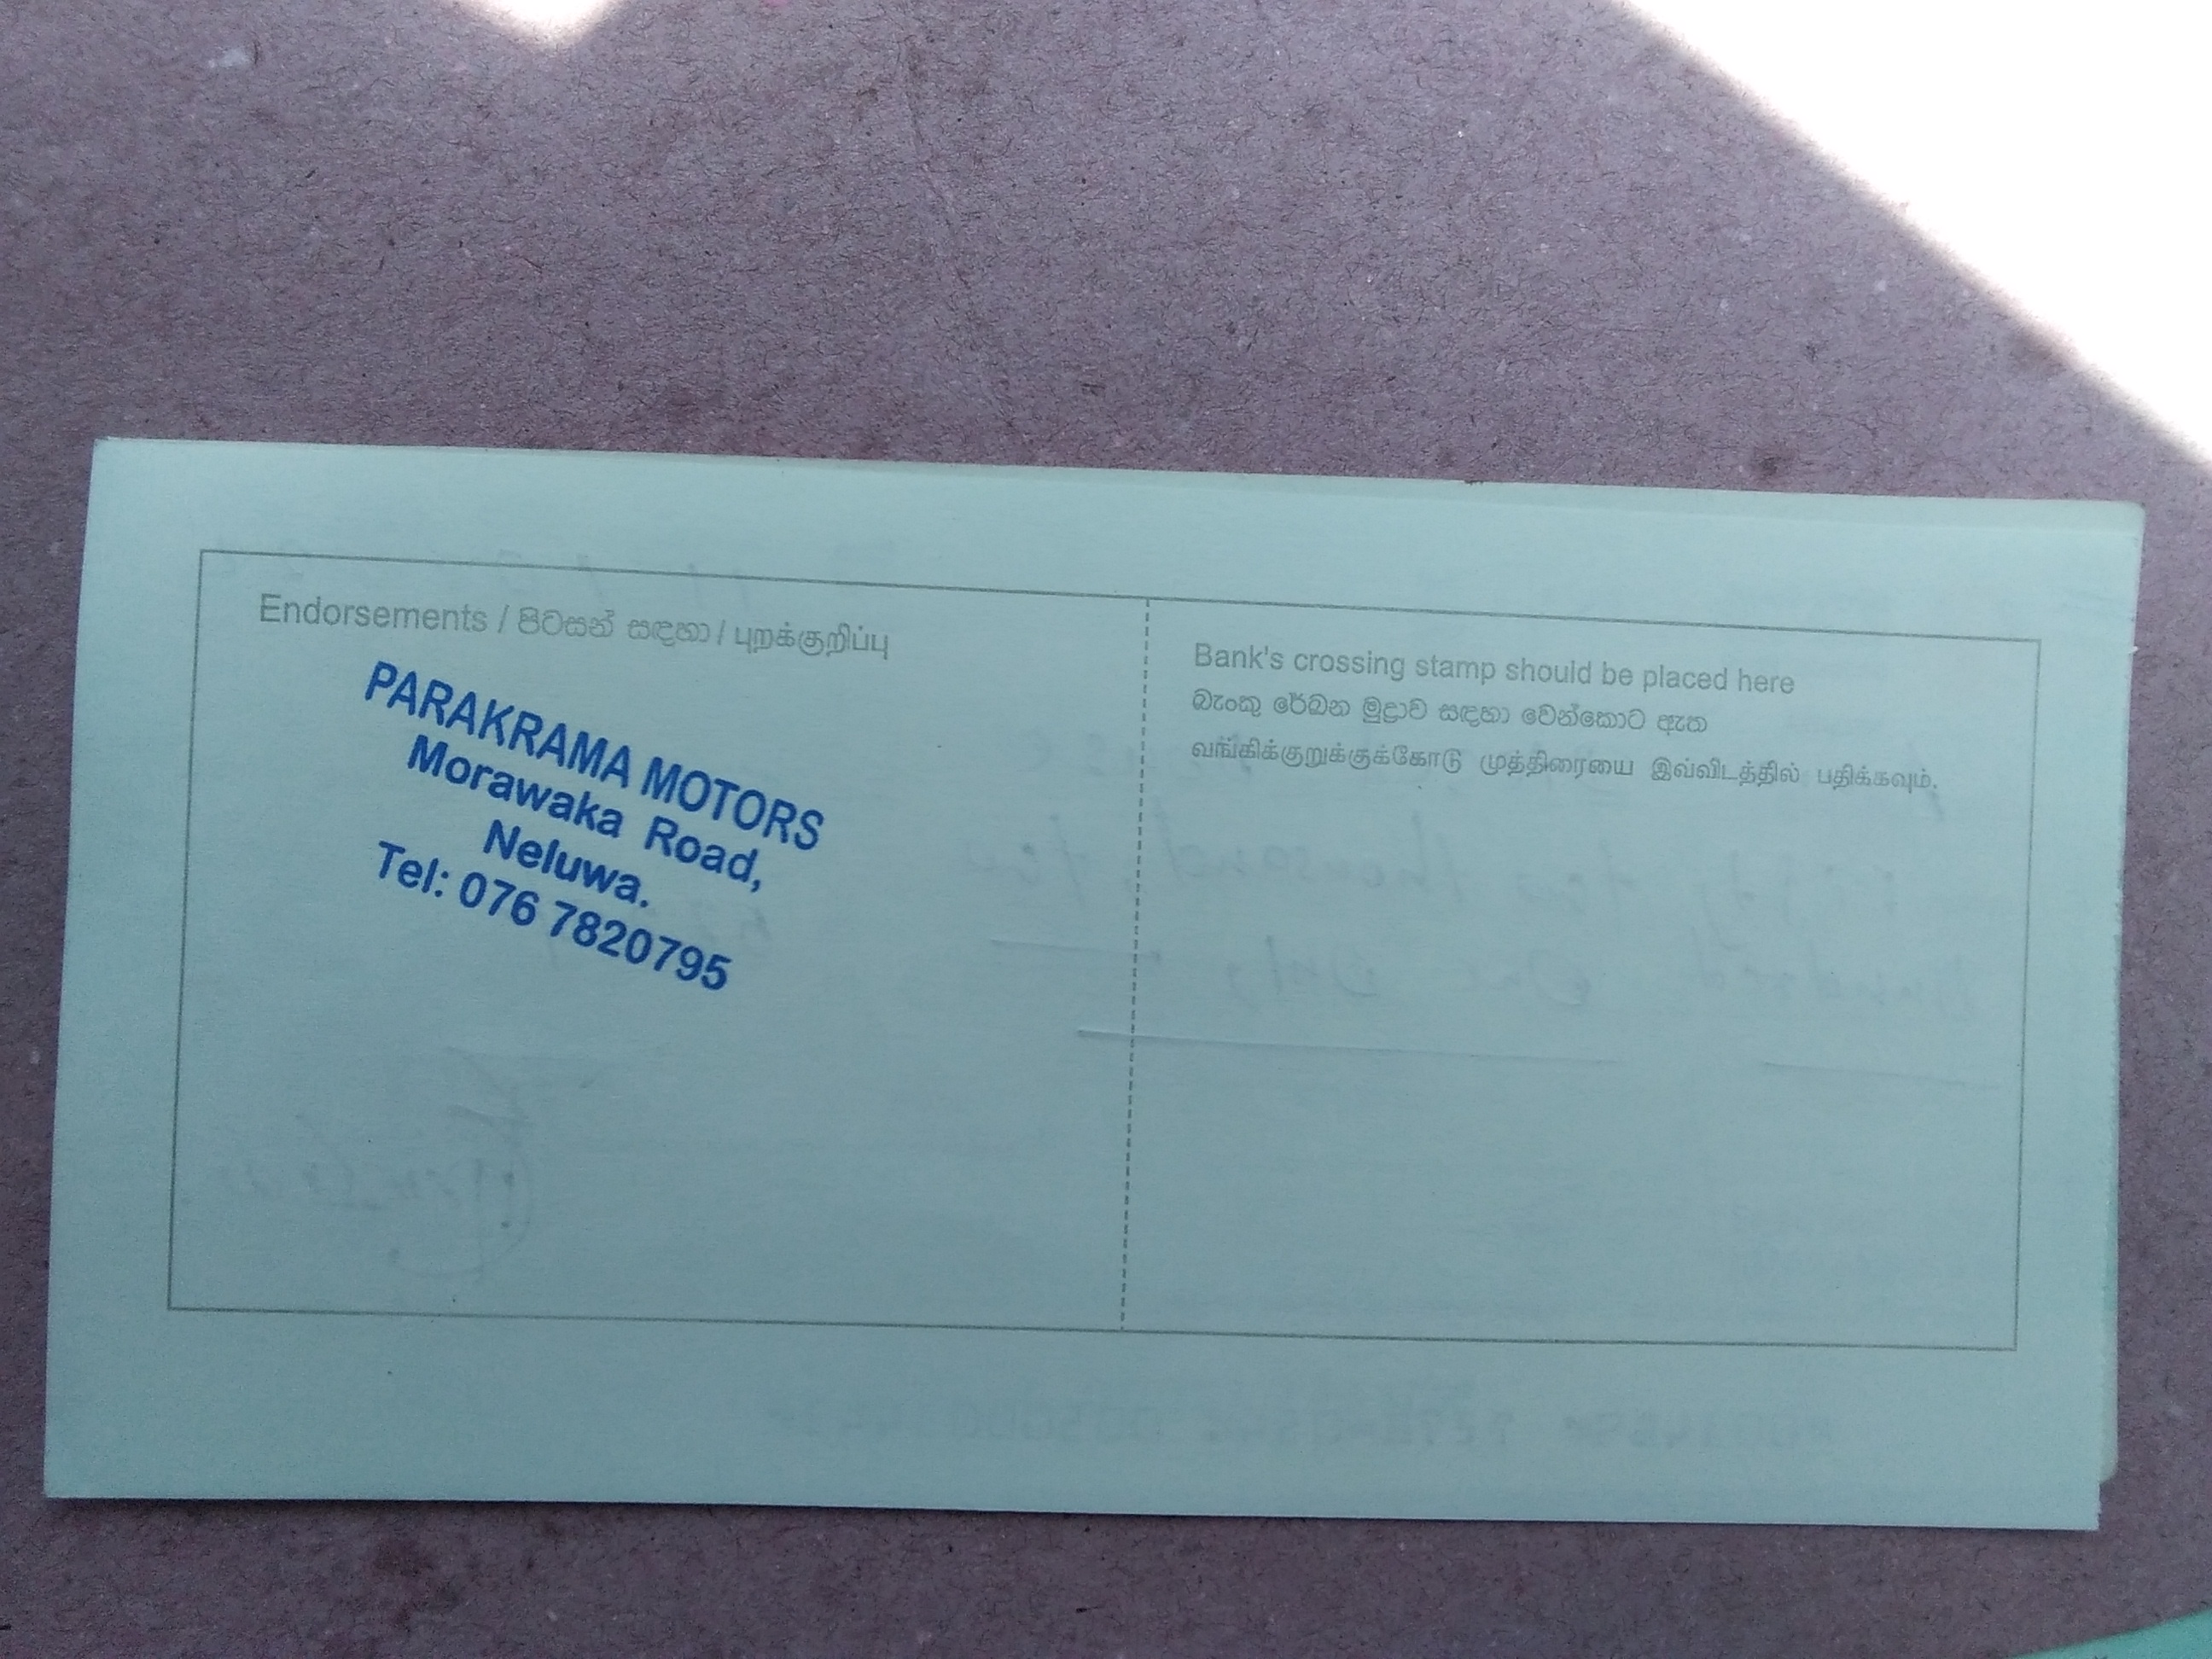 Endorsements / පිටසන් සඳහා / புறக்குறிப்பு
PARAKRAMA MOTORS
Morawaka Road,
Neluwa.
Tel: 076 7820795
Bank's crossing stamp should be placed here
බැංකු රේඛන මුද්‍රාව සඳහා වෙන්කොට ඇත
வங்கிக்குறுக்குக்கோடு முத்திரையை இவ்விடத்தில் பதிக்கவும்.